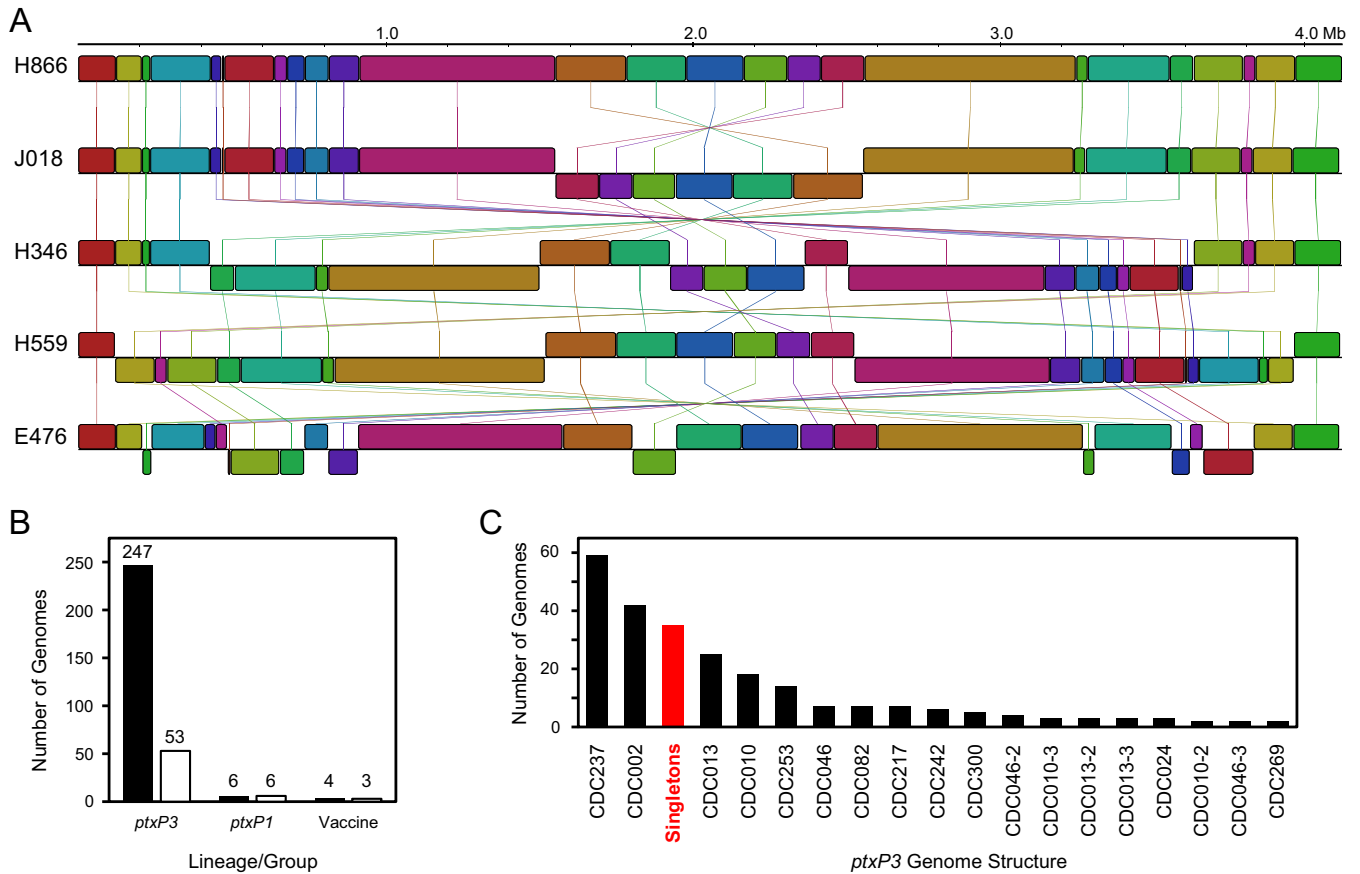 A
1.0 2.0 3.0 4.0 Mb
H866
J018
H346
H559
E476
B
Number of Genomes
250
200
150
100
50
0
247
53
6
6
4
3
ptxP3 ptxP1 Vaccine
Lineage/Group
C
Number of Genomes
60
40
20
0
CDC237
CDC002
Singletons
CDC013
CDC010
CDC253
CDC046
CDC082
CDC217
CDC242
CDC300
CDC046-2
CDC010-3
CDC013-2
CDC013-3
CDC024
CDC010-2
CDC046-3
CDC269
ptxP3 Genome Structure